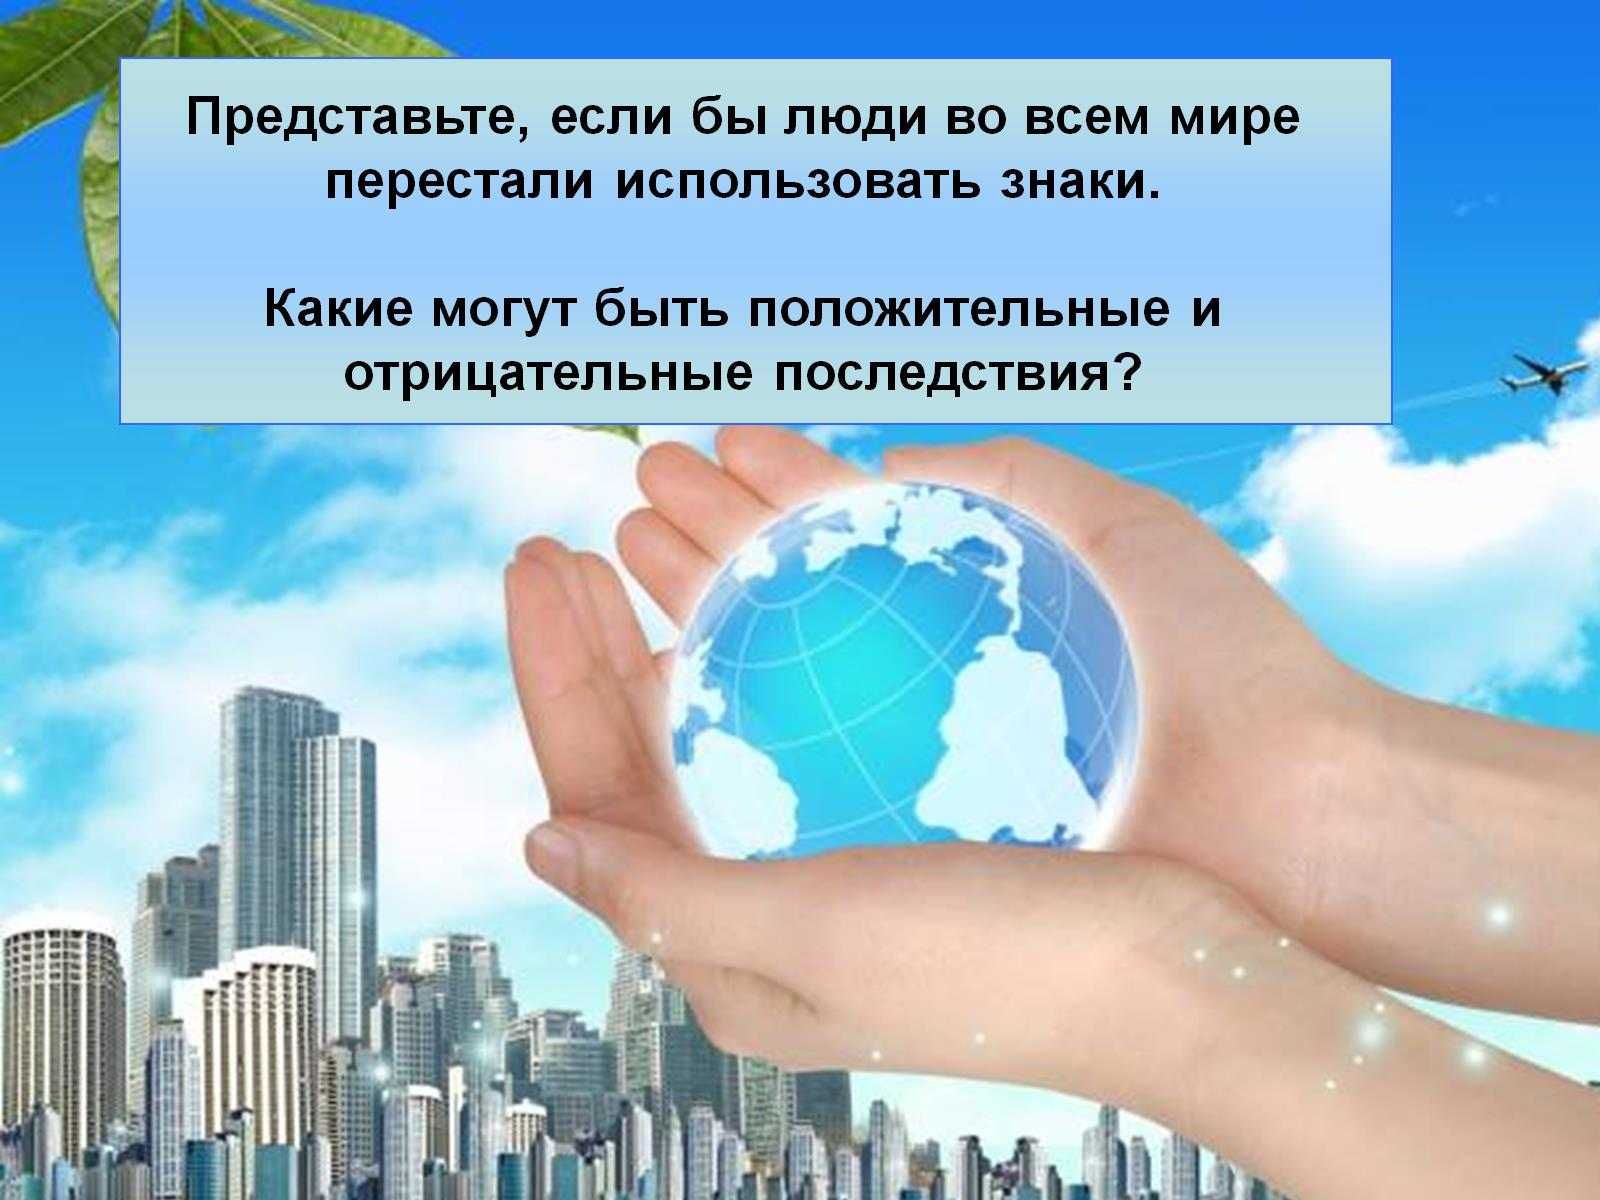 Представьте, если бы люди во всем мире
перестали использовать знаки.
Какие могут быть положительные и
отрицательные последствия?